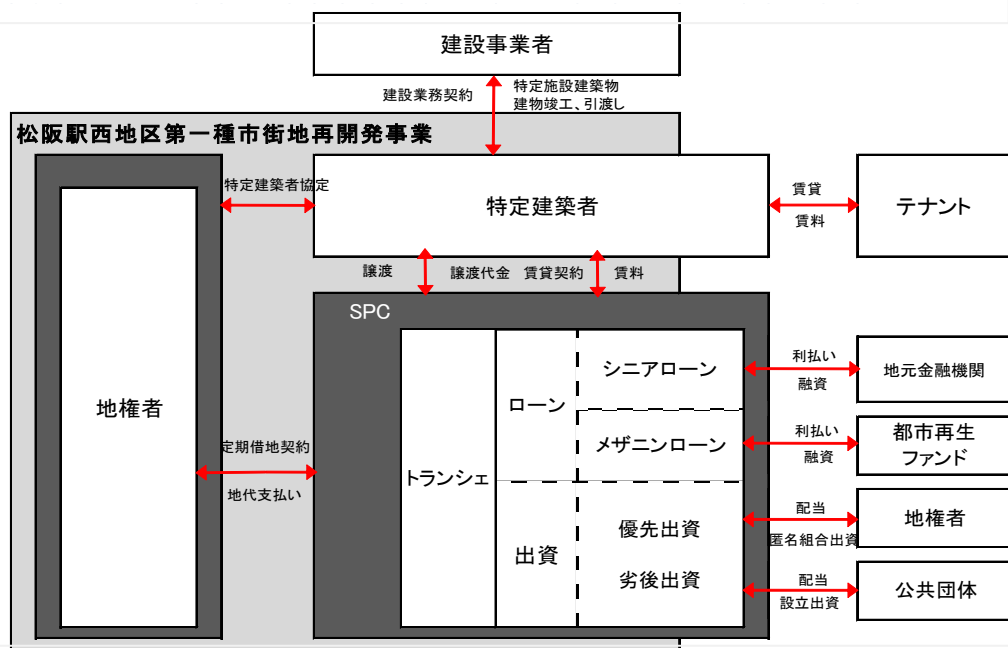 建設事業者
建設業務契約
特定施設建築物
建物竣工、引渡し
松阪駅西地区第一種市街地再開発事業
特定建築者協定
特定建築者
賃貸
賃料
テナント
譲渡
譲渡代金
賃貸契約
賃料
SPC
地権者
定期借地契約
地代支払い
トランシェ
ローン
シニアローン
メザニンローン
出資
優先出資
劣後出資
利払い
融資
地元金融機関
利払い
融資
都市再生
ファンド
配当
匿名組合出資
地権者
配当
設立出資
公共団体